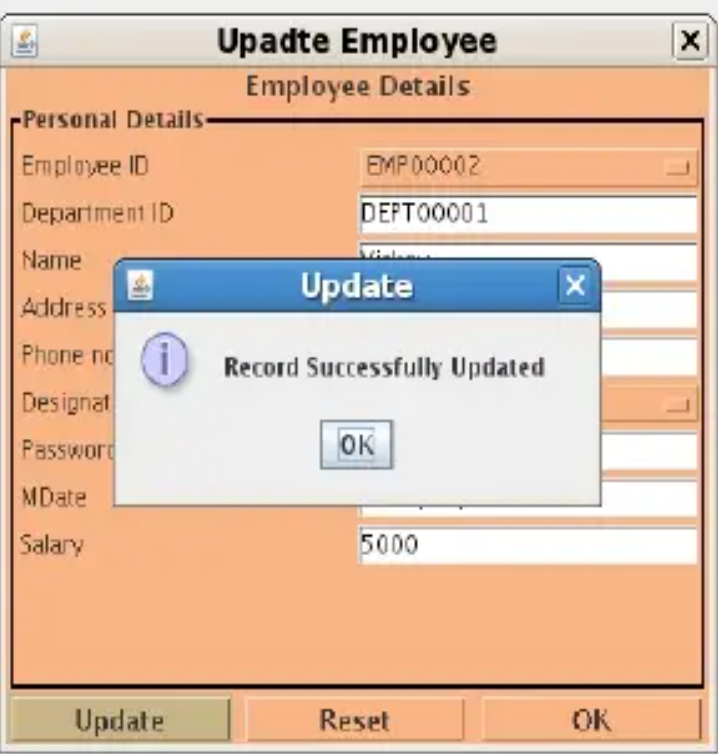 Upadte Employee
Employee Details
Personal Details
Employee ID EMP00002
Department ID DEPT00001
Name
Address
Update
Phone no
Record Successfully Updated
Designat
Password
OK
MDate
Salary 5000
Update Reset OK